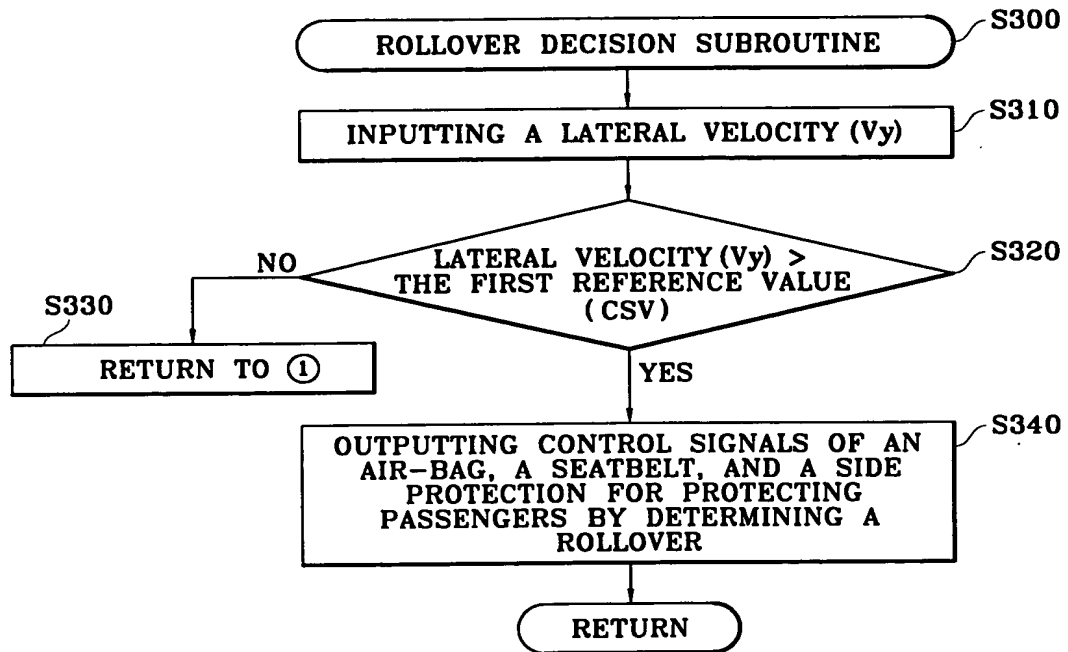 ROLLOVER DECISION SUBROUTINE
S300
INPUTTING A LATERAL VELOCITY (Vy)
S310
LATERAL VELOCITY (Vy) >
THE FIRST REFERENCE VALUE
(CSV)
S320
NO
S330
RETURN TO ①
YES
OUTPUTTING CONTROL SIGNALS OF AN
AIR-BAG, A SEATBELT, AND A SIDE
PROTECTION FOR PROTECTING
PASSENGERS BY DETERMINING A
ROLLOVER
S340
RETURN